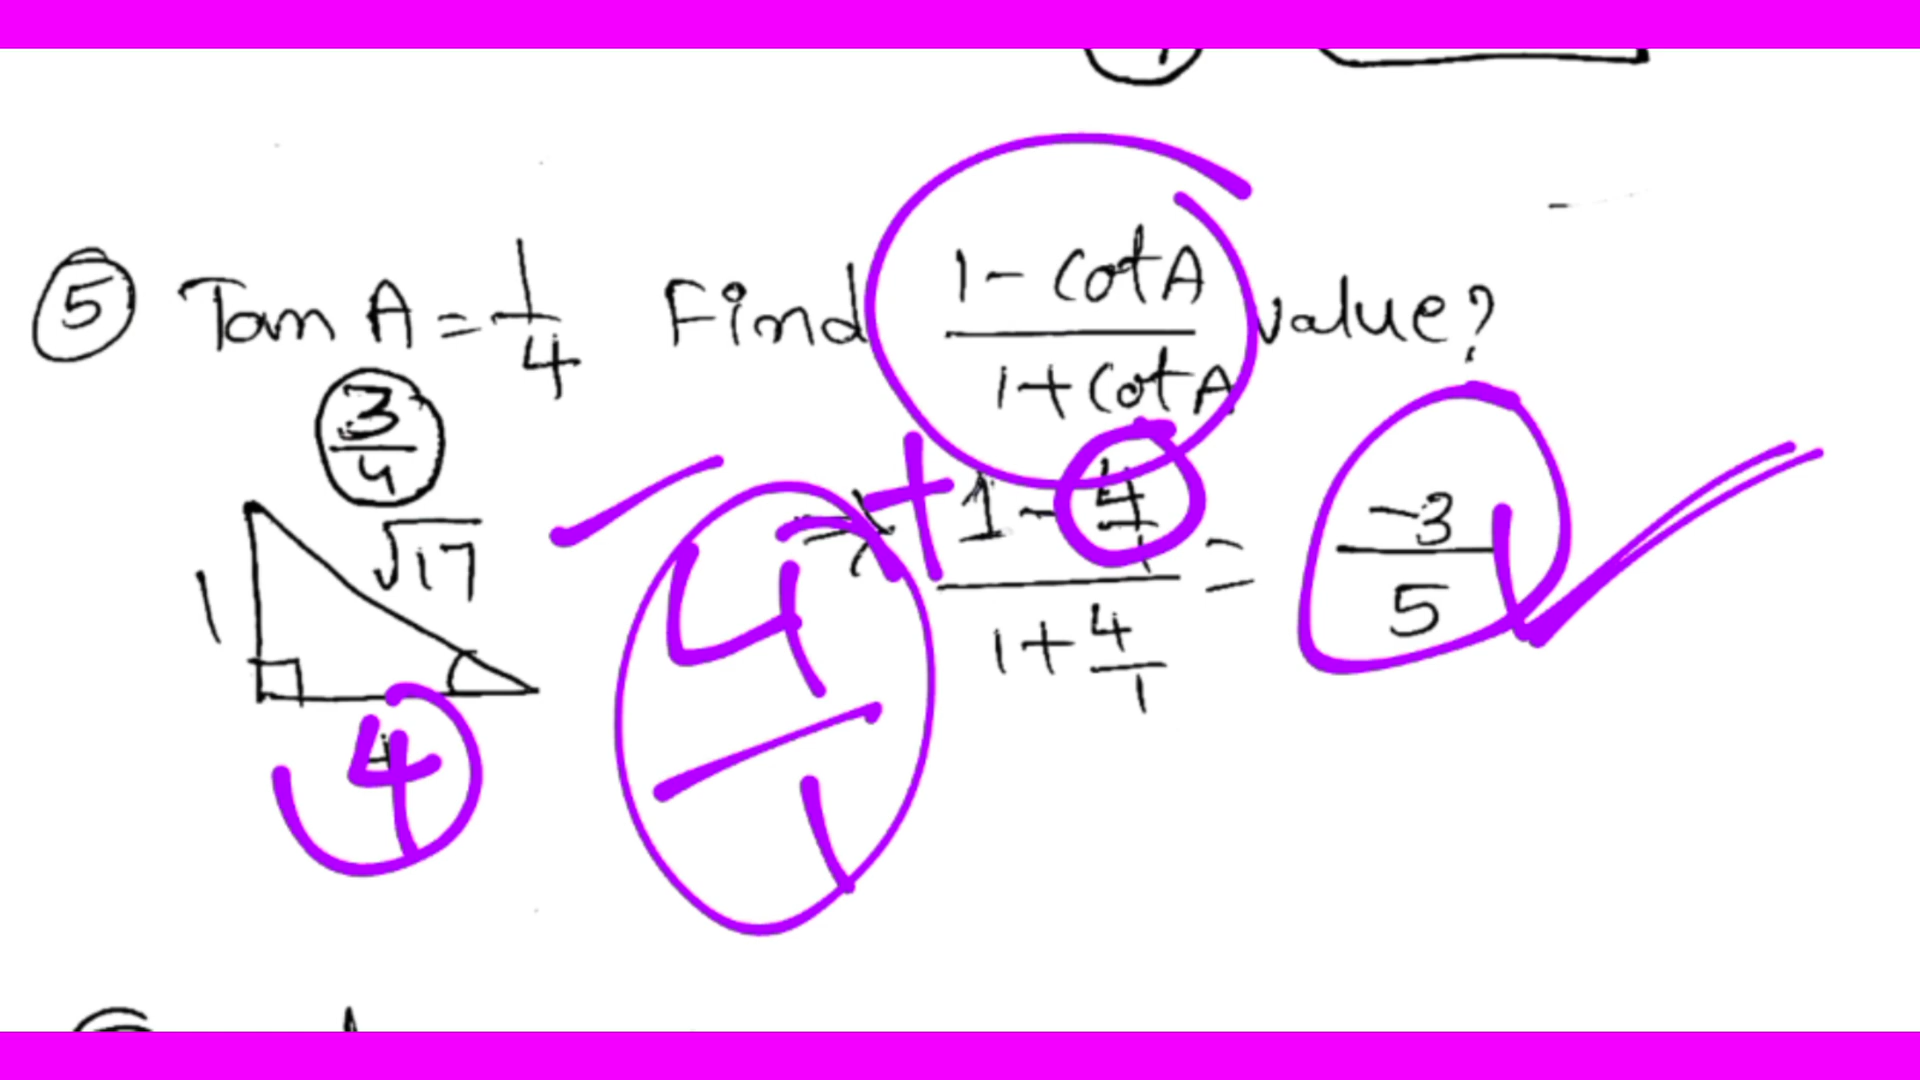 5 Tan A = 1/4 Find (1 - Cot A)/(1 + Cot A) value?
3/4
√17
1
4
4/1
⇒ (1 - 4/1)/(1 + 4/1) = -3/5